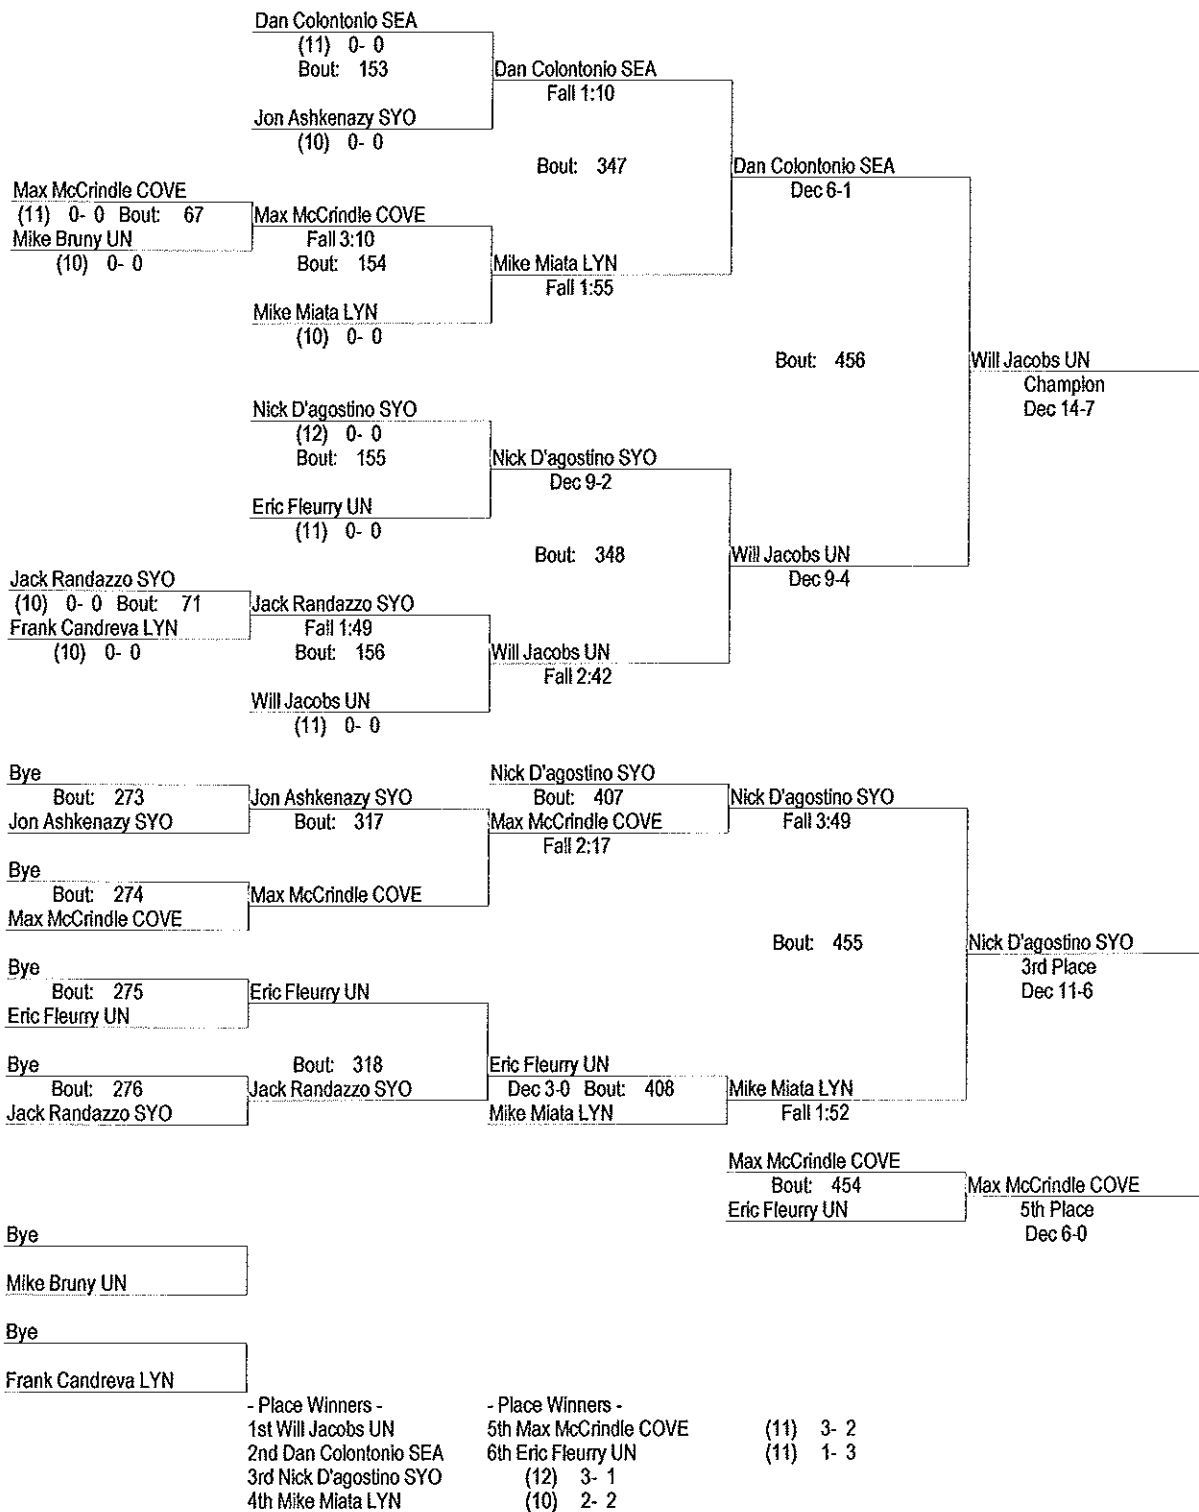 Dan Colontonio SEA
(11) 0- 0
Bout: 153
Dan Colontonio SEA
Fall 1:10
Jon Ashkenazy SYO
(10) 0- 0
Bout: 347
Dan Colontonio SEA
Dec 6-1
Max McCrindle COVE
(11) 0- 0 Bout: 67
Mike Bruny UN
(10) 0- 0
Max McCrindle COVE
Fall 3:10
Bout: 154
Mike Miata LYN
Fall 1:55
Mike Miata LYN
(10) 0- 0
Bout: 456
Will Jacobs UN
Champion
Dec 14-7
Nick D'agostino SYO
(12) 0- 0
Bout: 155
Nick D'agostino SYO
Dec 9-2
Eric Fleurry UN
(11) 0- 0
Bout: 348
Will Jacobs UN
Dec 9-4
Jack Randazzo SYO
(10) 0- 0 Bout: 71
Frank Candreva LYN
(10) 0- 0
Jack Randazzo SYO
Fall 1:49
Bout: 156
Will Jacobs UN
Fall 2:42
Will Jacobs UN
(11) 0- 0
Bye
Bout: 273
Jon Ashkenazy SYO
Jon Ashkenazy SYO
Bout: 317
Nick D'agostino SYO
Bout: 407
Max McCrindle COVE
Fall 2:17
Nick D'agostino SYO
Fall 3:49
Bye
Bout: 274
Max McCrindle COVE
Max McCrindle COVE
Bout: 455
Nick D'agostino SYO
3rd Place
Dec 11-6
Bye
Bout: 275
Eric Fleurry UN
Eric Fleurry UN
Bout: 318
Bye
Bout: 276
Jack Randazzo SYO
Jack Randazzo SYO
Eric Fleurry UN
Dec 3-0 Bout: 408
Mike Miata LYN
Mike Miata LYN
Fall 1:52
Max McCrindle COVE
Bout: 454
Eric Fleurry UN
Max McCrindle COVE
5th Place
Dec 6-0
Bye
Mike Bruny UN
Bye
Frank Candreva LYN
- Place Winners - - Place Winners -
1st Will Jacobs UN 5th Max McCrindle COVE (11) 3- 2
2nd Dan Colontonio SEA 6th Eric Fleurry UN (11) 1- 3
3rd Nick D'agostino SYO (12) 3- 1
4th Mike Miata LYN (10) 2- 2